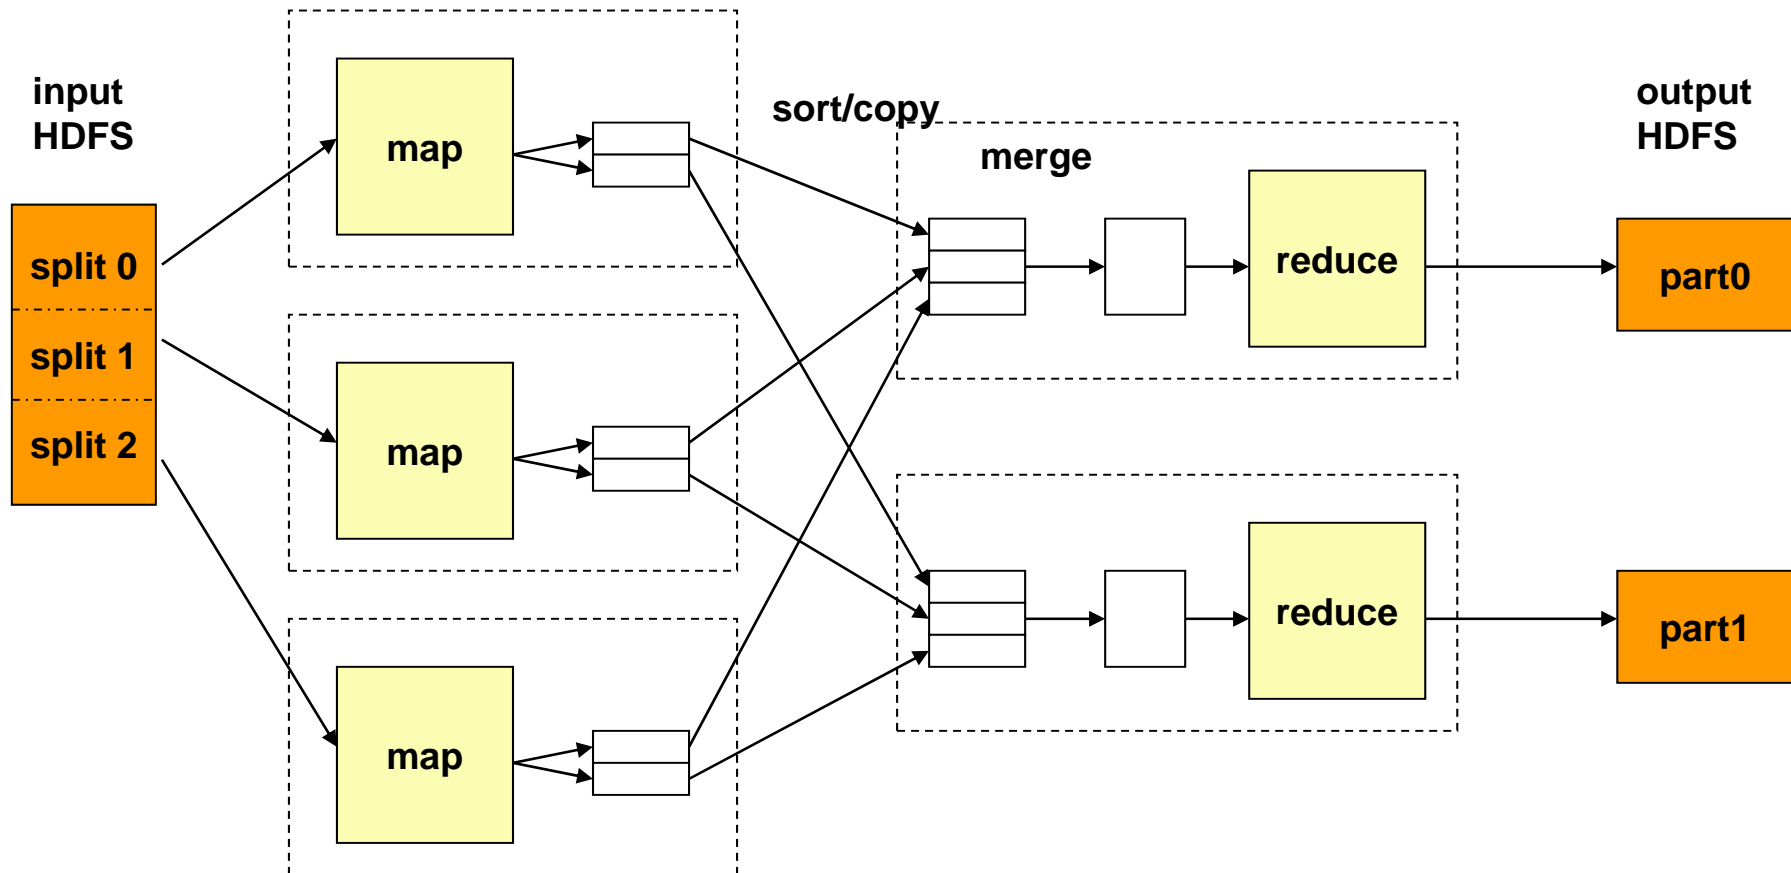 input
HDFS
split 0
split 1
split 2
map
map
map
sort/copy
merge
reduce
reduce
output
HDFS
part0
part1